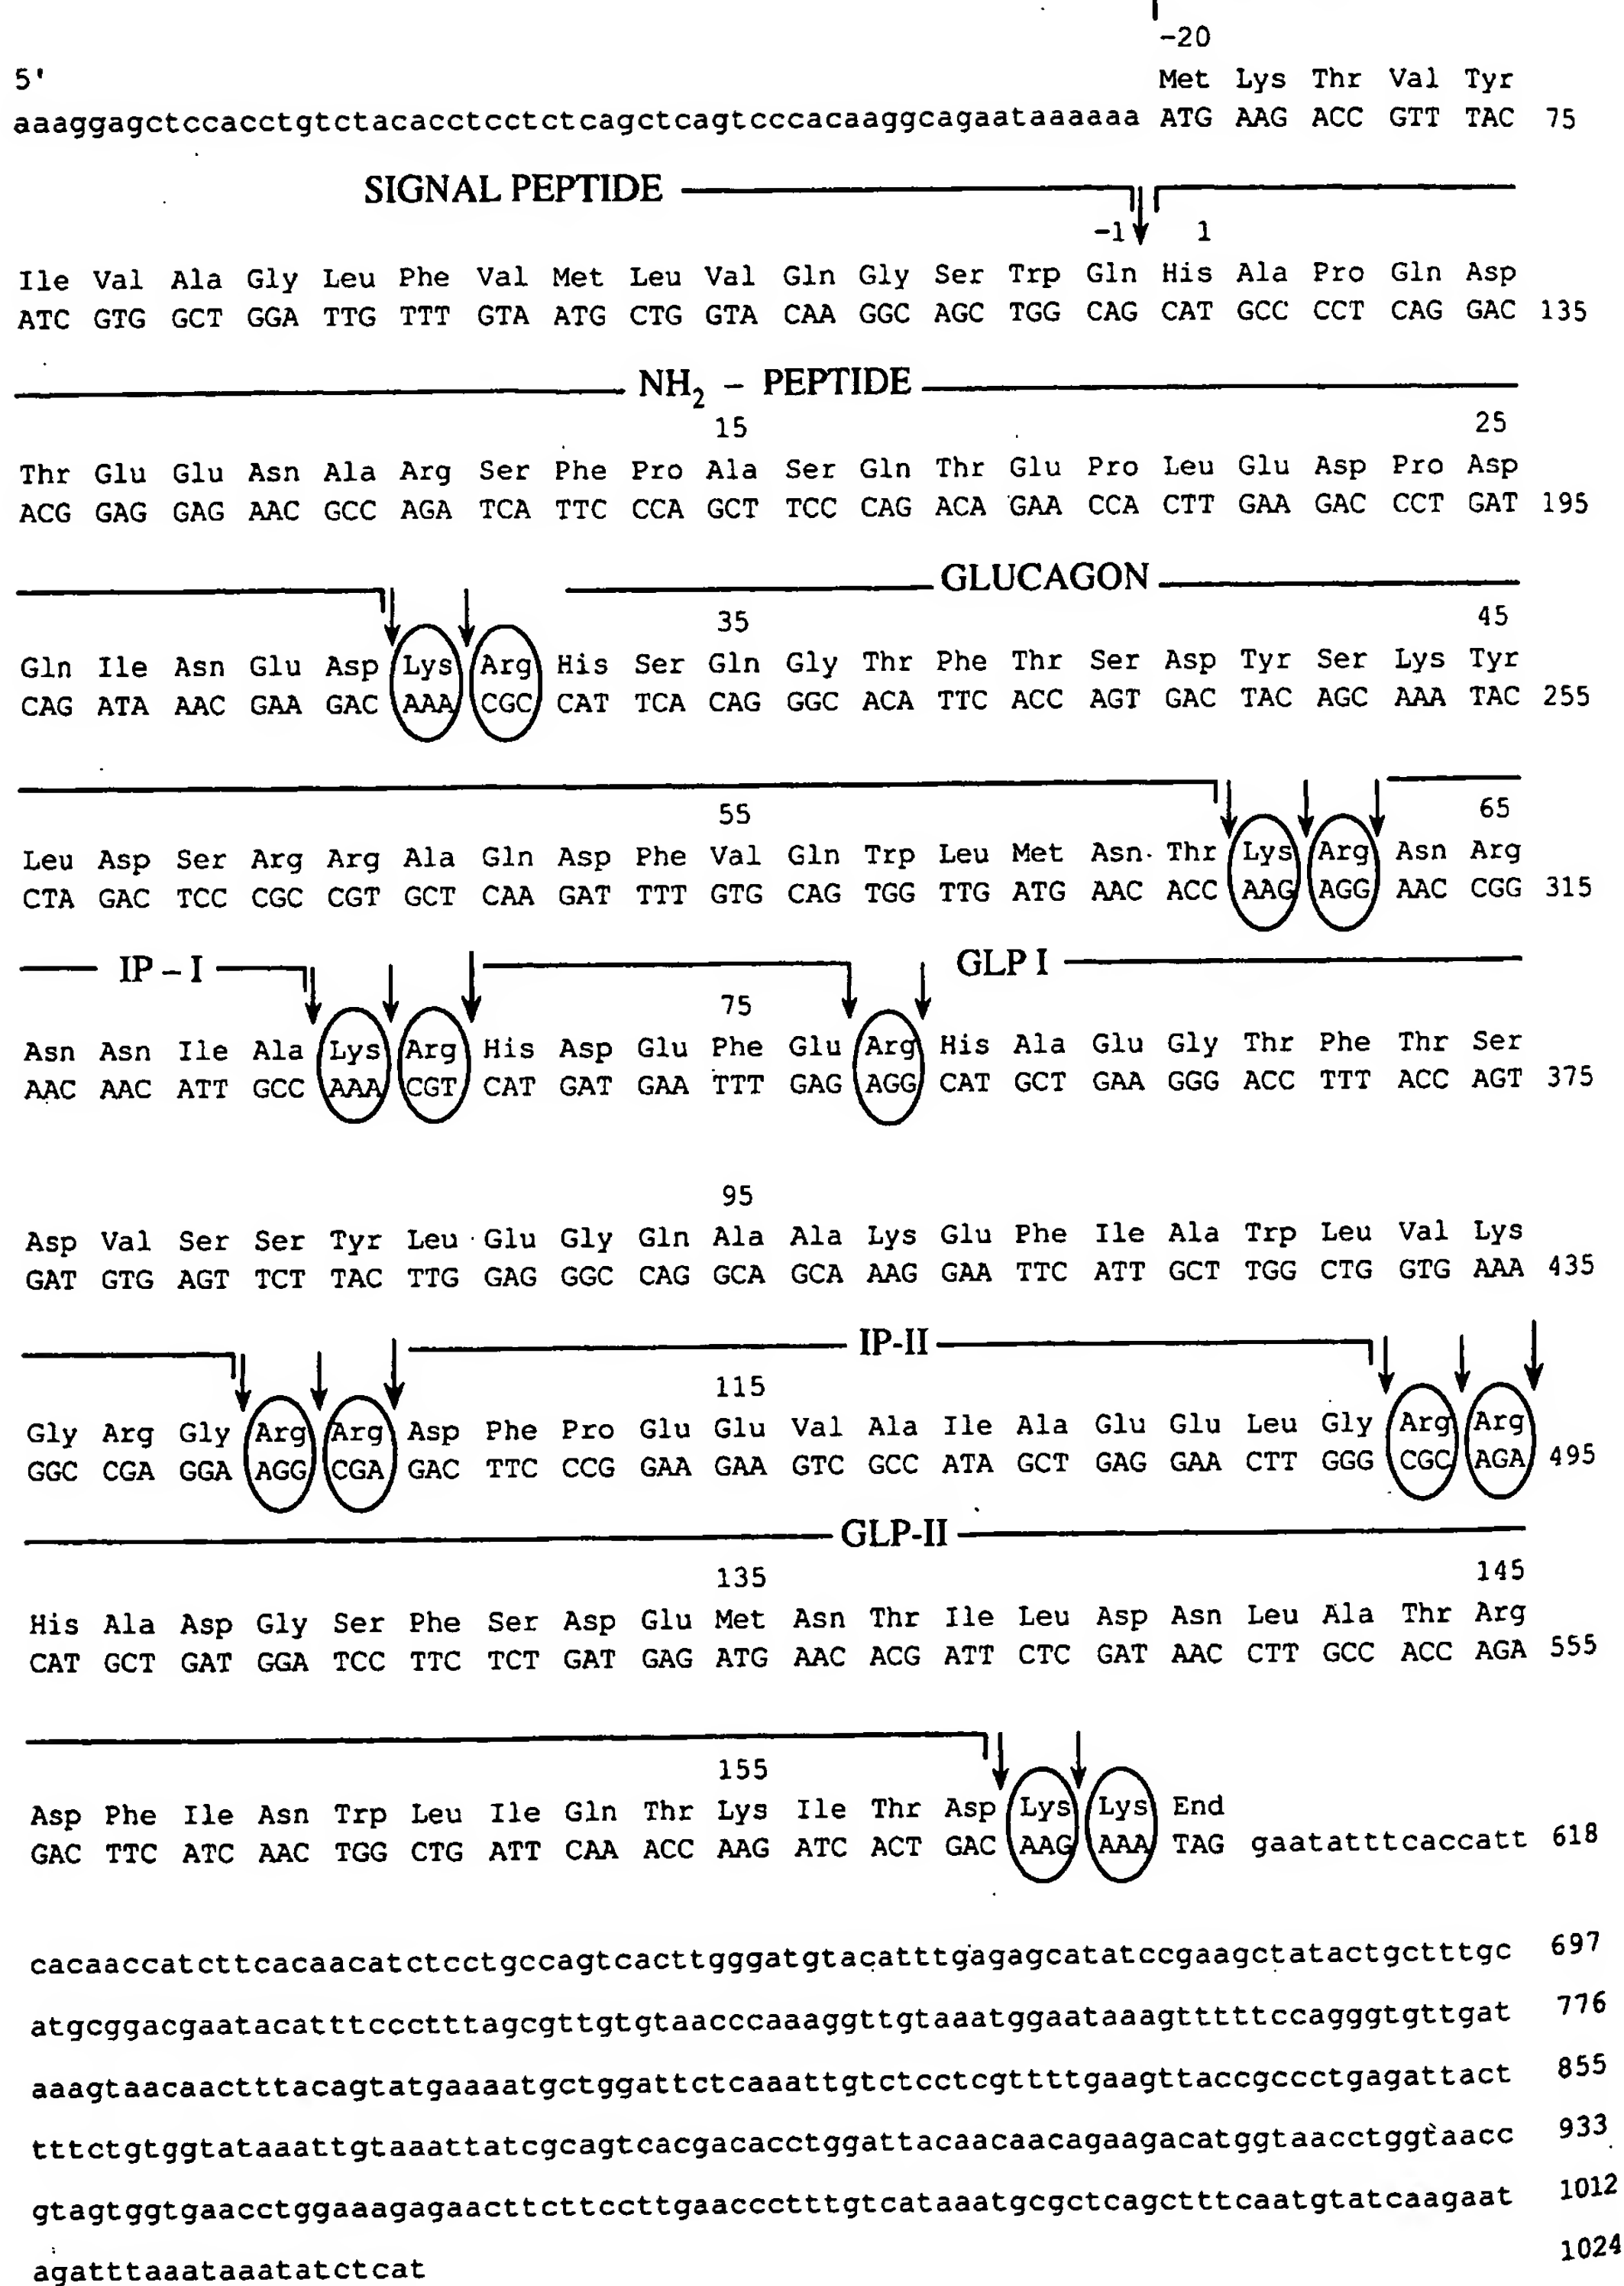 -20
5'
Met Lys Thr Val Tyr
aaaggagctccacctgtctacacctcctctcagctcagtcccacaaggcagaataaaaaa ATG AAG ACC GTT TAC 75
SIGNAL PEPTIDE
-1 1
Ile Val Ala Gly Leu Phe Val Met Leu Val Gln Gly Ser Trp Gln His Ala Pro Gln Asp
ATC GTG GCT GGA TTG TTT GTA ATG CTG GTA CAA GGC AGC TGG CAG CAT GCC CCT CAG GAC 135
NH2 - PEPTIDE
15 25
Thr Glu Glu Asn Ala Arg Ser Phe Pro Ala Ser Gln Thr Glu Pro Leu Glu Asp Pro Asp
ACG GAG GAG AAC GCC AGA TCA TTC CCA GCT TCC CAG ACA GAA CCA CTT GAA GAC CCT GAT 195
GLUCAGON
35 45
Gln Ile Asn Glu Asp Lys Arg His Ser Gln Gly Thr Phe Thr Ser Asp Tyr Ser Lys Tyr
CAG ATA AAC GAA GAC AAA CGC CAT TCA CAG GGC ACA TTC ACC AGT GAC TAC AGC AAA TAC 255
55 65
Leu Asp Ser Arg Arg Ala Gln Asp Phe Val Gln Trp Leu Met Asn Thr Lys Arg Asn Arg
CTA GAC TCC CGC CGT GCT CAA GAT TTT GTG CAG TGG TTG ATG AAC ACC AAG AGG AAC CGG 315
IP - I GLP I
75
Asn Asn Ile Ala Lys Arg His Asp Glu Phe Glu Arg His Ala Glu Gly Thr Phe Thr Ser
AAC AAC ATT GCC AAA CGT CAT GAT GAA TTT GAG AGG CAT GCT GAA GGG ACC TTT ACC AGT 375
95
Asp Val Ser Ser Tyr Leu Glu Gly Gln Ala Ala Lys Glu Phe Ile Ala Trp Leu Val Lys
GAT GTG AGT TCT TAC TTG GAG GGC CAG GCA GCA AAG GAA TTC ATT GCT TGG CTG GTG AAA 435
IP-II
115
Gly Arg Gly Arg Arg Asp Phe Pro Glu Glu Val Ala Ile Ala Glu Glu Leu Gly Arg Arg
GGC CGA GGA AGG CGA GAC TTC CCG GAA GAA GTC GCC ATA GCT GAG GAA CTT GGG CGC AGA 495
GLP-II
135 145
His Ala Asp Gly Ser Phe Ser Asp Glu Met Asn Thr Ile Leu Asp Asn Leu Ala Thr Arg
CAT GCT GAT GGA TCC TTC TCT GAT GAG ATG AAC ACG ATT CTC GAT AAC CTT GCC ACC AGA 555
155
Asp Phe Ile Asn Trp Leu Ile Gln Thr Lys Ile Thr Asp Lys Lys End
GAC TTC ATC AAC TGG CTG ATT CAA ACC AAG ATC ACT GAC AAG AAA TAG gaatatttcaccatt 618
cacaaccatcttcacaacatctcctgccagtcacttgggatgtacatttgagagcatatccgaagctatactgctttgc 697
atgcggacgaatacatttccctttagcgttgtgtaacccaaaggttgtaaatggaataaagtttttccagggtgttgat 776
aaagtaacaactttacagtatgaaaatgctggattctcaaattgtctcctcgttttgaagttaccgccctgagattact 855
tttctgtggtataaattgtaaattatcgcagtcacgacacctggattacaacaacagaagacatggtaacctggtaacc 933
gtagtggtgaacctggaaagagaacttcttccttgaaccctttgtcataaatgcgctcagctttcaatgtatcaagaat 1012
agatttaaataaatatctcat 1024